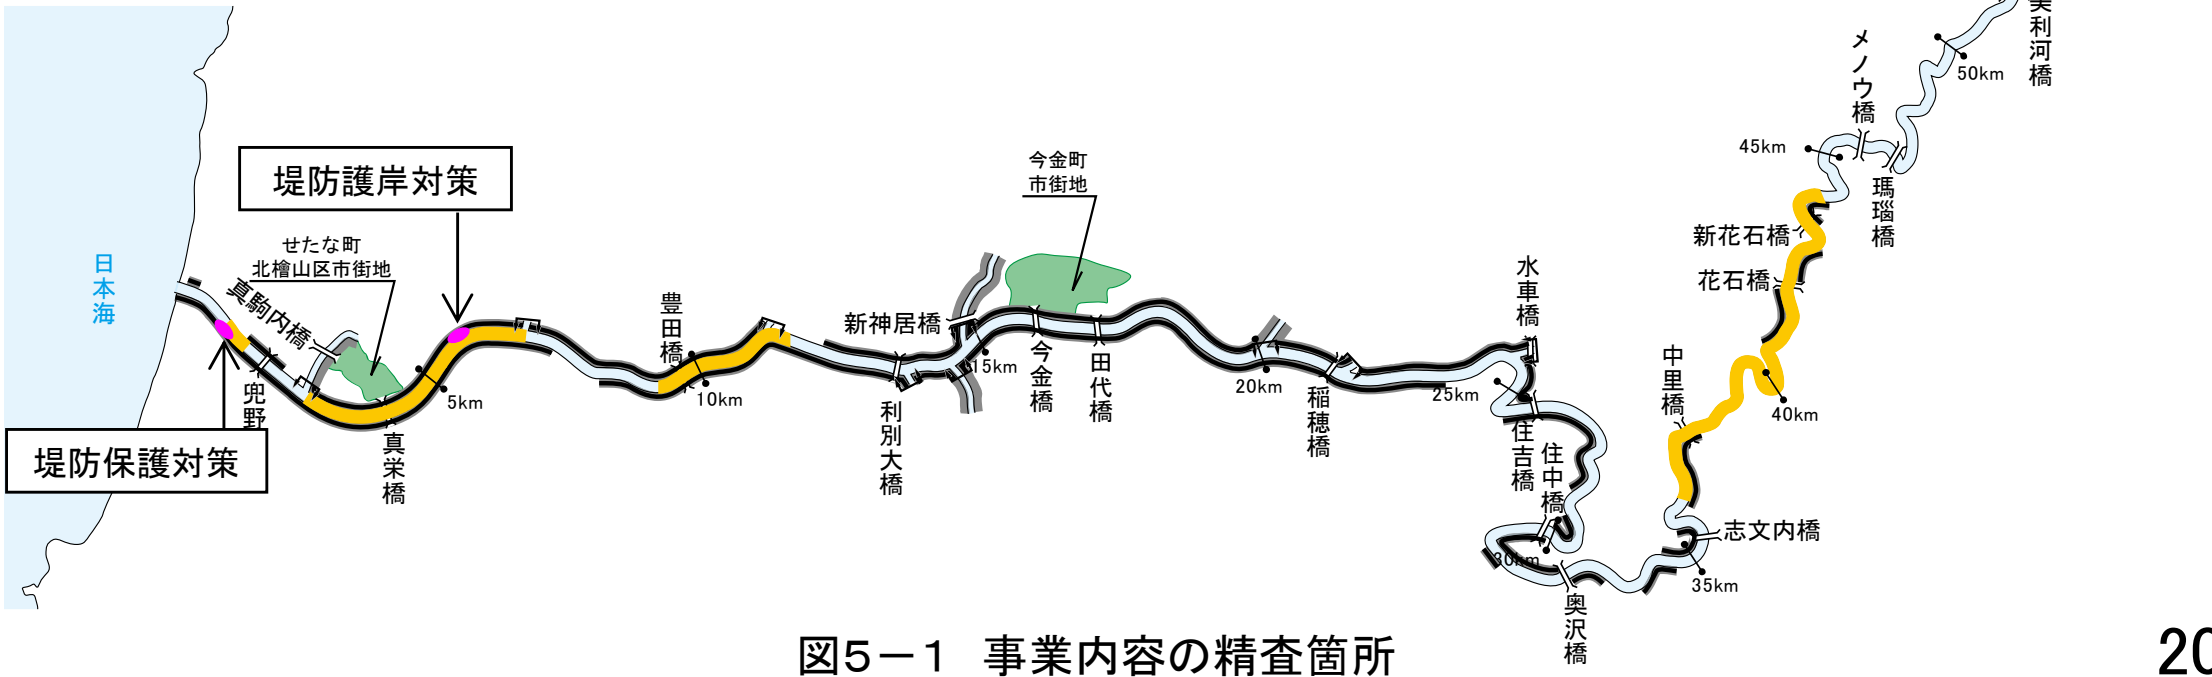 美利河橋
メノウ橋
50km
45km
瑪瑙橋
堤防護岸対策
今金町
市街地
新花石橋
花石橋
せたな町
北檜山区市街地
日本海
真駒内橋
水車橋
豊田橋
新神居橋
15km
今金橋
田代橋
20km
稲穂橋
25km
中里橋
40km
兜野
5km
10km
利別大橋
真栄橋
堤防保護対策
住吉橋
住中橋
志文内橋
30km
35km
奥沢橋
図5－1 事業内容の精査箇所
20